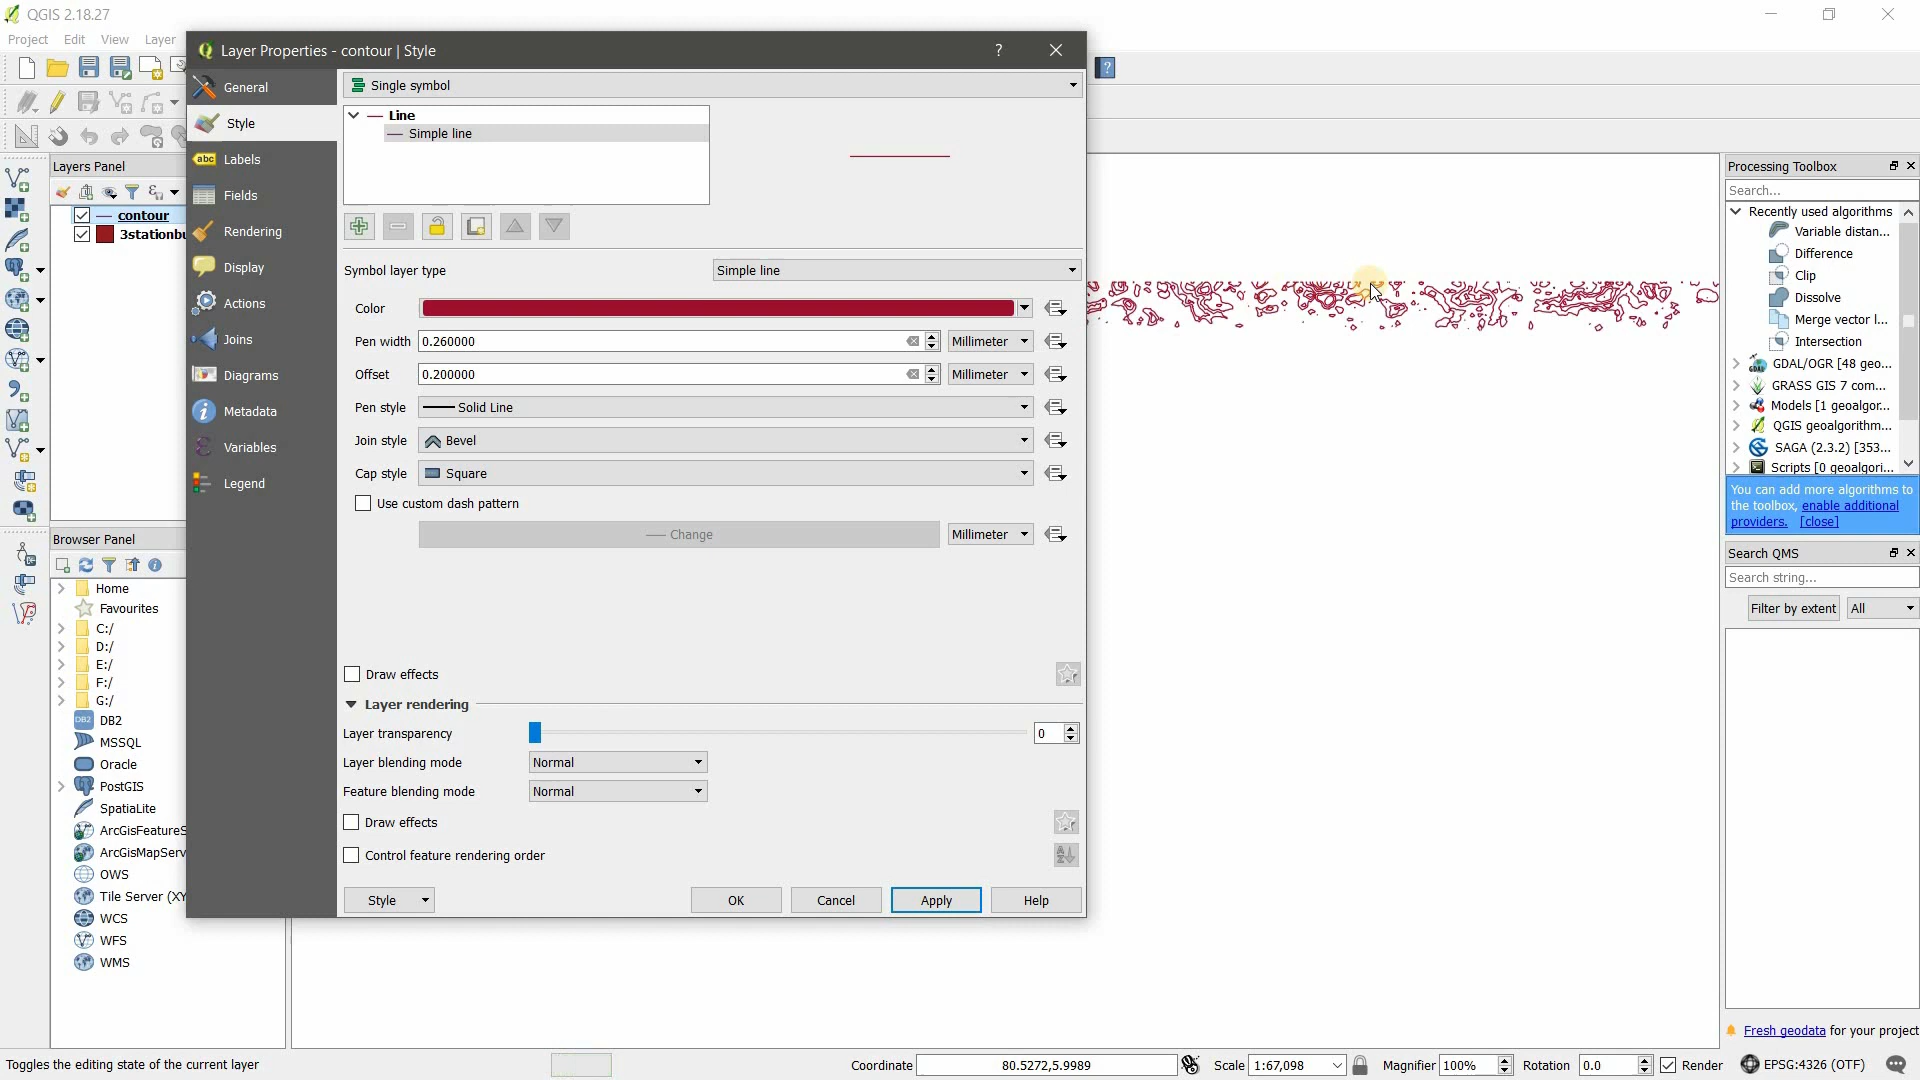 QGIS 2.18.27
Project Edit View Layer
Layer Properties - contour | Style
?
General
Style
Labels
Fields
Rendering
Display
Actions
Joins
Diagrams
Metadata
Variables
Legend
Single symbol
Line
Simple line
Symbol layer type
Simple line
Color
Pen width 0.260000 Millimeter
Offset 0.200000 Millimeter
Pen style Solid Line
Join style Bevel
Cap style Square
Use custom dash pattern
Change Millimeter
Draw effects
Layer rendering
Layer transparency 0
Layer blending mode Normal
Feature blending mode Normal
Draw effects
Control feature rendering order
Style OK Cancel Apply Help
Layers Panel
contour
3stationbu
Browser Panel
Home
Favourites
C:/
D:/
E:/
F:/
G:/
DB2
MSSQL
Oracle
PostGIS
SpatiaLite
ArcGisFeatureS
ArcGisMapServ
OWS
Tile Server (XY
WCS
WFS
WMS
Processing Toolbox
Search...
Recently used algorithms
Variable distan...
Difference
Clip
Dissolve
Merge vector l...
Intersection
GDAL/OGR [48 geo...
GRASS GIS 7 com...
Models [1 geoalgor...
QGIS geoalgorithm...
SAGA (2.3.2) [353...
Scripts [0 geoalgori...
You can add more algorithms to
the toolbox, enable additional
providers. [close]
Search QMS
Search string...
Filter by extent All
Fresh geodata for your project
Toggles the editing state of the current layer
Coordinate 80.5272,5.9989 Scale 1:67,098 Magnifier 100% Rotation 0.0 Render EPSG:4326 (OTF)